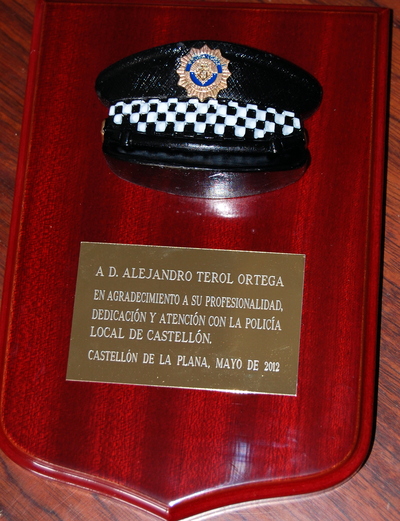 A D. ALEJANDRO TEROL ORTEGA
EN AGRADECIMIENTO A SU PROFESIONALIDAD,
DEDICACIÓN Y ATENCIÓN CON LA POLICÍA
LOCAL DE CASTELLÓN.
CASTELLÓN DE LA PLANA, MAYO DE 2012